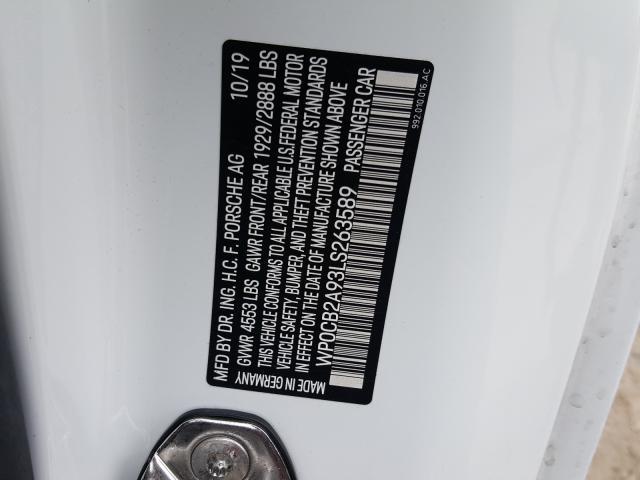 MFD BY DR. ING. H.C. F. PORSCHE AG 10/19
GVWR 4553 LBS GAWR FRONT/REAR 1929/2888 LBS
THIS VEHICLE CONFORMS TO ALL APPLICABLE U.S.FEDERAL MOTOR
VEHICLE SAFETY, BUMPER, AND THEFT PREVENTION STANDARDS
IN EFFECT ON THE DATE OF MANUFACTURE SHOWN ABOVE
WP0CB2A93LS263589 PASSENGER CAR
MADE IN GERMANY
992.010.016.AC